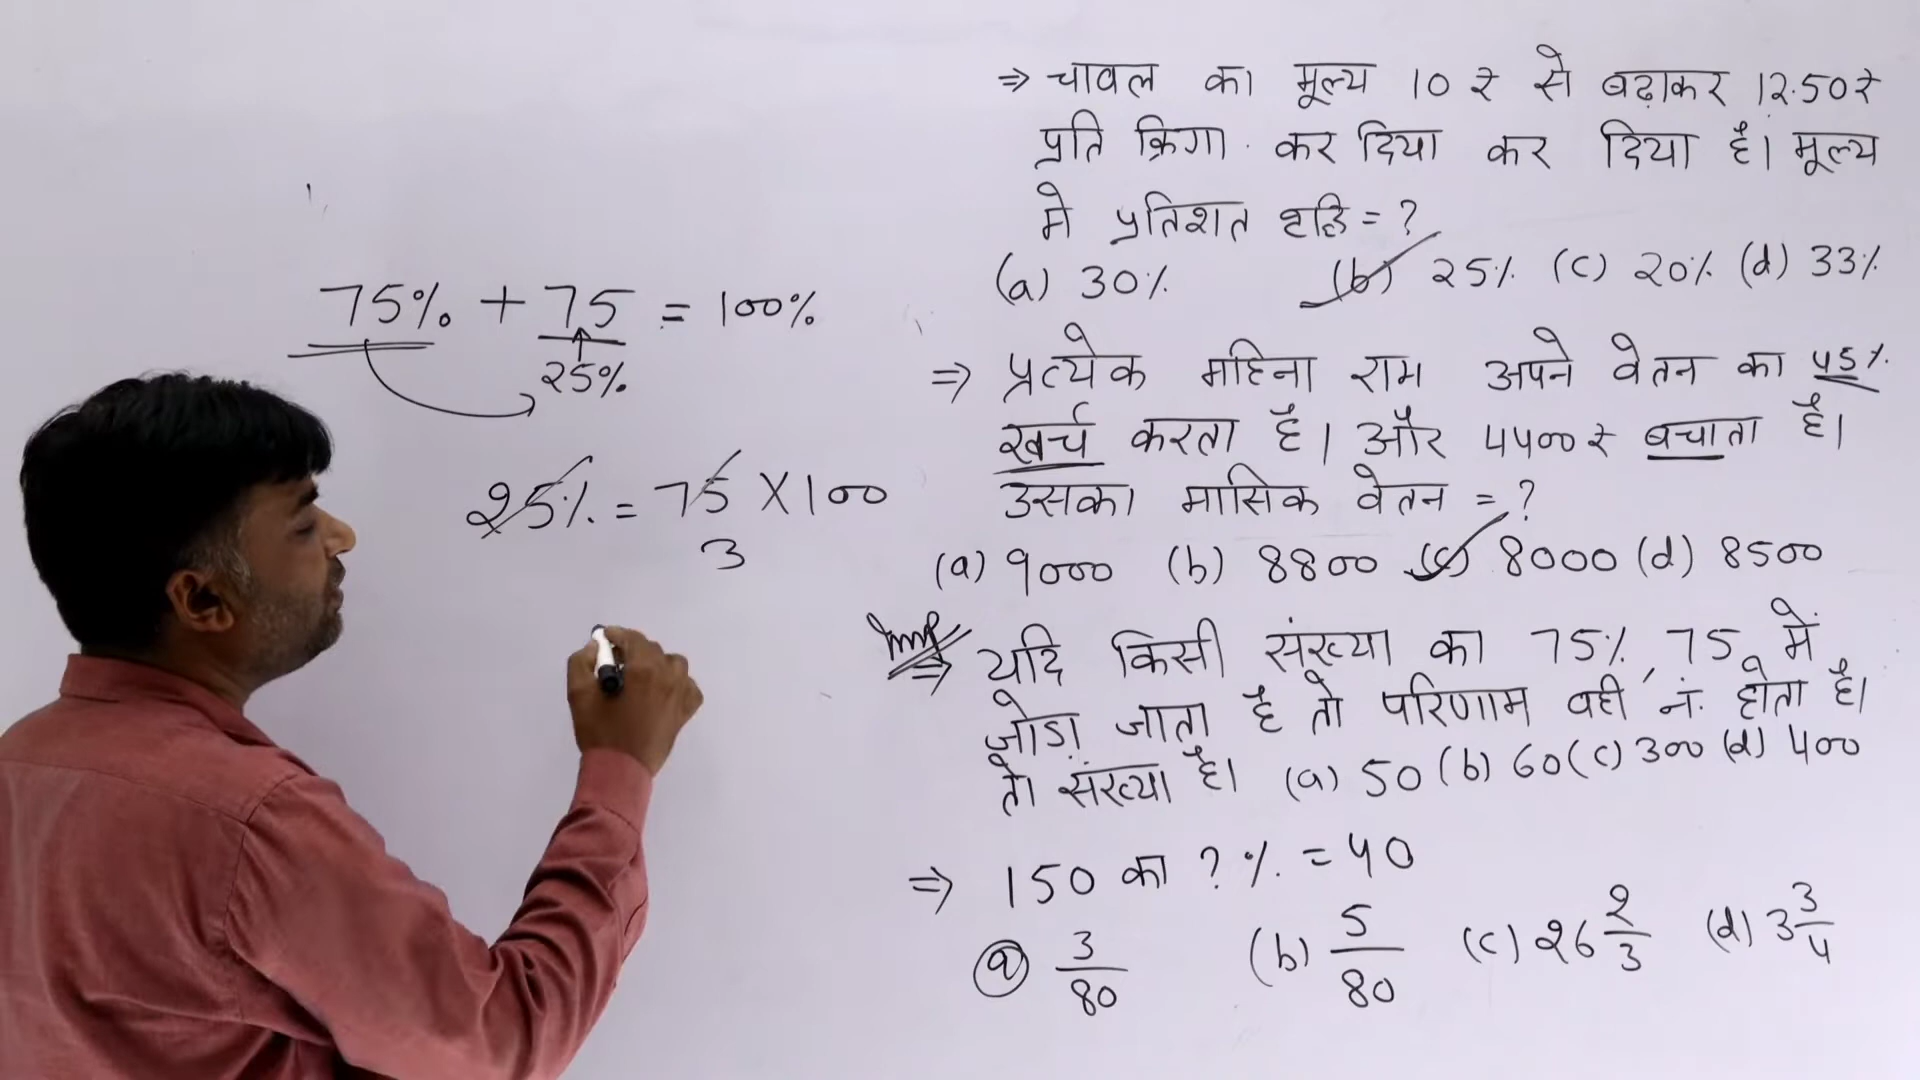 75% + 75 = 100%
25%
25% = 75 X 100
3
⇒ चावल का मूल्य 10 ₹ से बढ़ाकर 12.50 ₹
प्रति किग्रा. कर दिया कर दिया है। मूल्य
मे प्रतिशत वृद्धि = ?
(a) 30% (b) 25% (c) 20% (d) 33%
⇒ प्रत्येक महिना राम अपने वेतन का 45%
खर्च करता है। और 4400 ₹ बचाता है।
उसका मासिक वेतन = ?
(a) 9000 (b) 8800 (c) 8000 (d) 8500
Imp
⇒ यदि किसी संख्या का 75%, 75 में
जोड़ा जाता है तो परिणाम वही नं. होता है।
तो संख्या है। (a) 50 (b) 60 (c) 300 (d) 400
⇒ 150 का ? % = 40
(a) 3/80 (b) 5/80 (c) 26 2/3 (d) 3 3/4